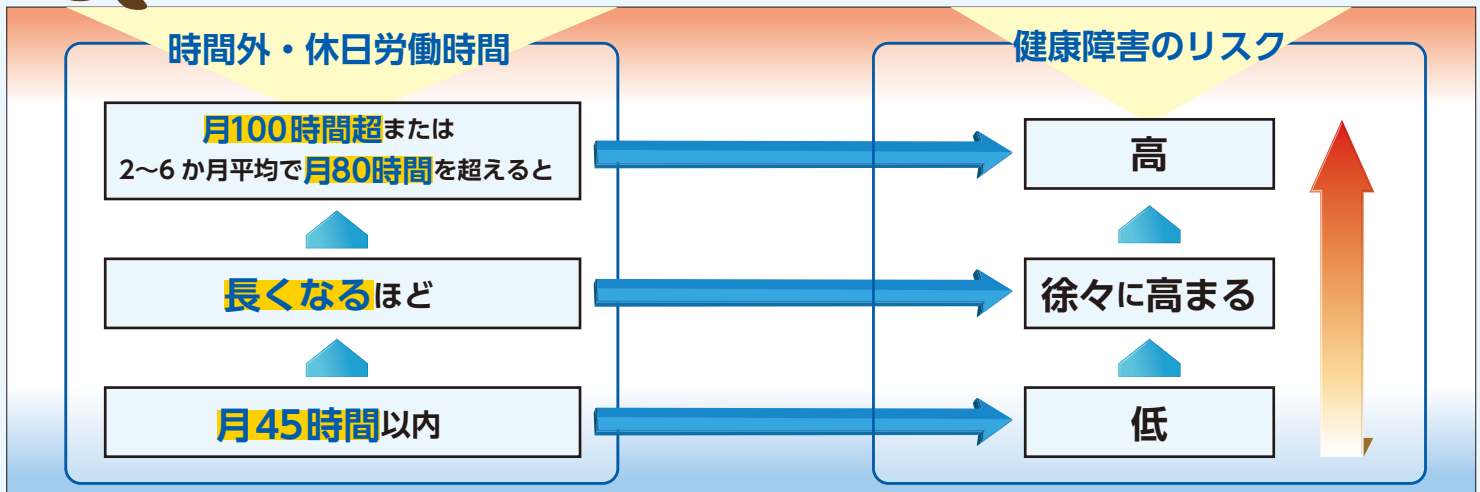 時間外・休日労働時間
月100時間超または
2〜6か月平均で月80時間を超えると
長くなるほど
月45時間以内
健康障害のリスク
高
徐々に高まる
低